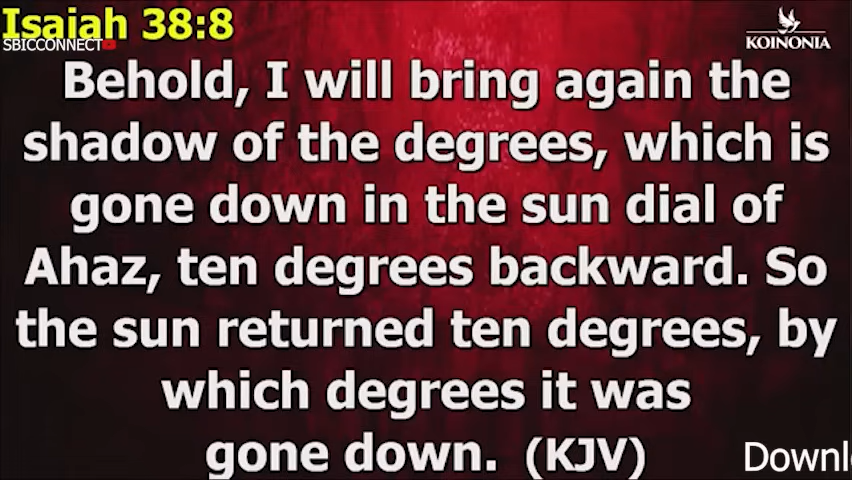 Isaiah 38:8
SBICCONNECT
KOINONIA
Behold, I will bring again the
shadow of the degrees, which is
gone down in the sun dial of
Ahaz, ten degrees backward. So
the sun returned ten degrees, by
which degrees it was
gone down. (KJV)
Downl